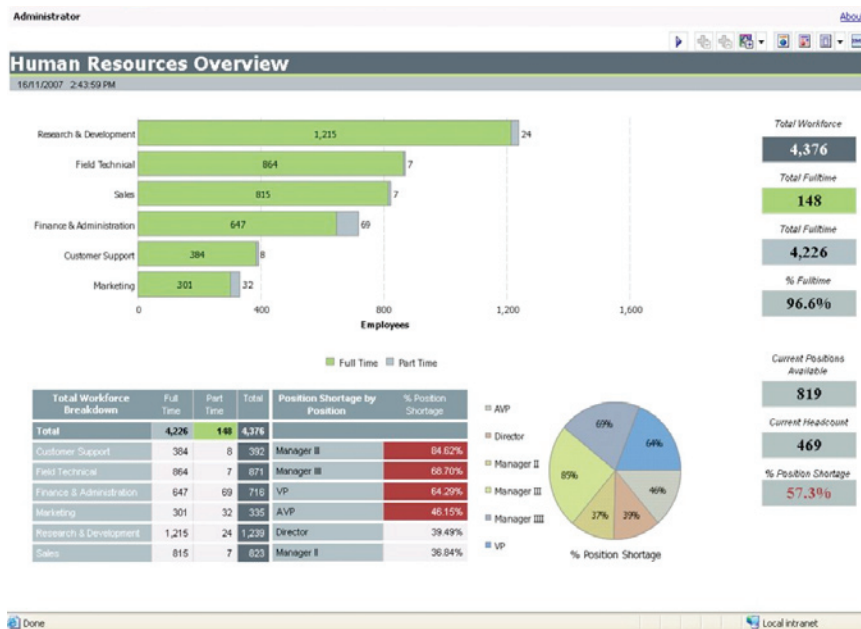 Administrator
Abou
Human Resources Overview
16/11/2007 2:43:59 PM
Research & Development 1,215 24
Field Technical 864 7
Sales 815 7
Finance & Administration 647 69
Customer Support 384 8
Marketing 301 32
0 400 800 1,200 1,600
Employees
Full Time Part Time
Total Workforce
4,376
Total Fulltime
148
Total Fulltime
4,226
% Fulltime
96.6%
Current Positions
Available
819
Current Headcount
469
% Position Shortage
57.3%
Total Workforce Breakdown Full Time Part Time Total
Total 4,226 148 4,376
Customer Support 384 8 392
Field Technical 864 7 871
Finance & Administration 647 69 716
Marketing 301 32 335
Research & Development 1,215 24 1,239
Sales 815 7 823
Position Shortage by Position % Position Shortage
Manager II 84.62%
Manager III 68.70%
VP 64.29%
AVP 46.15%
Director 39.49%
Manager II 36.84%
AVP
Director
Manager II
Manager III
Manager IIII
VP
69%
64%
85%
46%
37%
39%
% Position Shortage
Done
Local intranet